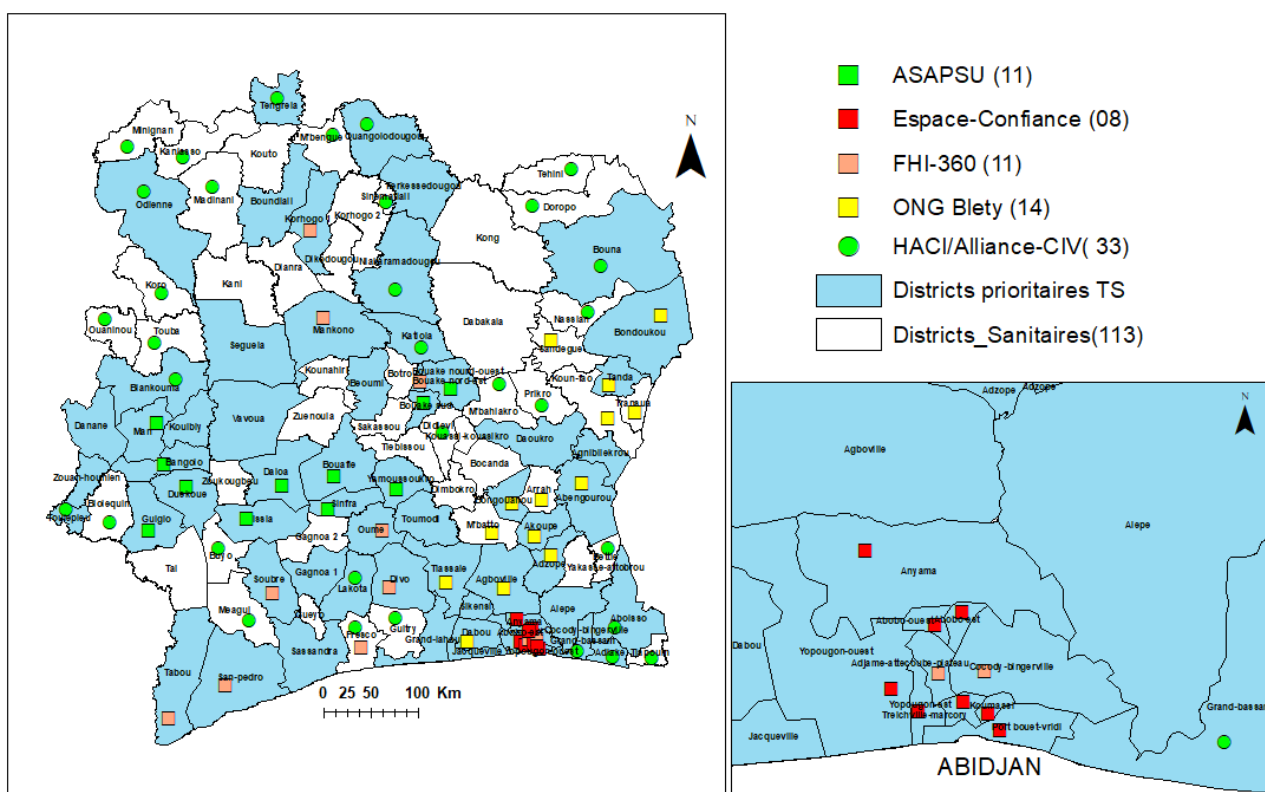 N
Tengrela
Minignan
M'bengue
Ouangolodougou
Kaniasso
Kouto
Tehini
Sinematiali
Ferkessedougou
Odienne
Madinani
Boundiali
Korhogo 1
Korhogo 2
Doropo
Kong
Bouna
Dianra
Dikodougou
Niakaramadougou
Kani
Koro
Ouaninou
Touba
Mankono
Dabakala
Nassian
Bondoukou
Katiola
Seguela
Sandegue
Kounahiri
Botro
Bouake nourd-ouest
Bouake nord-est
Koun-fao
Tanda
Biankouma
Beoumi
Prikro
Transua
Zuenoula
Bouake sud
M'bahiakro
Danane
Man
Kouibly
Vavoua
Sakassou
Didievi
Kouassi-kouasikro
Daoukro
Tiebissou
Agnibilekrou
Bangolo
Bocanda
Zouan-hounien
Daloa
Bouafle
Zoukougbeu
Yamoussoukro
Duekoue
Dimbokro
Arrah
Abengourou
Blolequin
Bongouanou
Toulepleu
Sinfra
Guiglo
Issia
Oume
Toumodi
M'batto
Akoupe
Gagnoa 2
Buyo
Bettie
Tai
Adzope
Yakasse-attobrou
Gagnoa 1
Soubre
Lakota
Divo
Tiassale
Agboville
Meagui
Gueyo
Sikensi
Alepe
Aboisso
Fresco
Guitry
Anyama
Cocody-bingerville
Grand-lahou
Dabou
Grand-bassam
Sassandra
Jacqueville
Adiake
Tiapoum
Tabou
San-pedro
0 25 50 100 Km
ASAPSU (11)
Espace-Confiance (08)
FHI-360 (11)
ONG Blety (14)
HACI/Alliance-CIV( 33)
Districts prioritaires TS
Districts_Sanitaires(113)
Adzope
Adzope
N
Agboville
Alepe
Anyama
Abobo-ouest
Abobo-est
Dabou
Yopougon-ouest
Adjame-attecoube-plateau
Cocody-bingerville
Yopougon-est
Koumassi
Treichville-marcory
Grand-bassam
Port bouet-vridi
Jacqueville
ABIDJAN